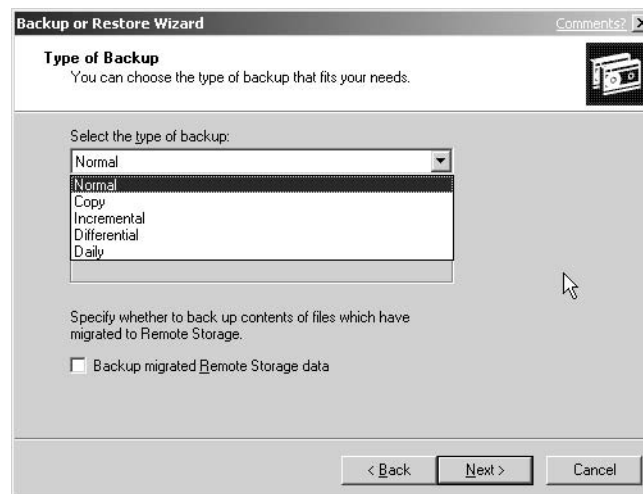 Backup or Restore Wizard Comments?
Type of Backup
You can choose the type of backup that fits your needs.
Select the type of backup:
Normal
Normal
Copy
Incremental
Differential
Daily
Specify whether to back up contents of files which have
migrated to Remote Storage.
Backup migrated Remote Storage data
< Back Next > Cancel